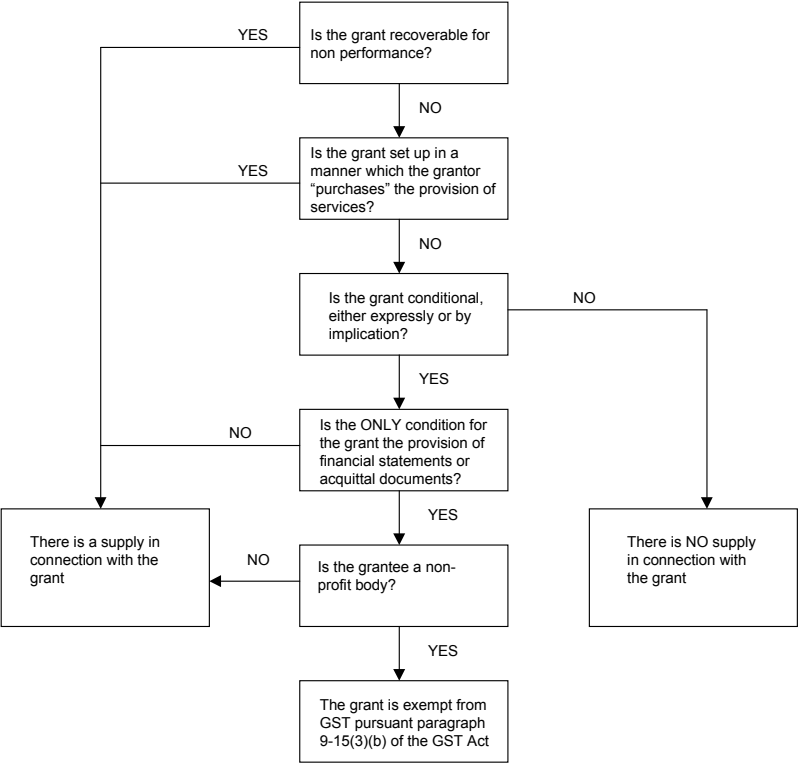 YES
Is the grant recoverable for
non performance?
NO
YES
Is the grant set up in a
manner which the grantor
“purchases” the provision of
services?
NO
Is the grant conditional,
either expressly or by
implication?
NO
YES
NO
Is the ONLY condition for
the grant the provision of
financial statements or
acquittal documents?
YES
There is a supply in
connection with the
grant
NO
Is the grantee a non-
profit body?
There is NO supply
in connection with
the grant
YES
The grant is exempt from
GST pursuant paragraph
9-15(3)(b) of the GST Act